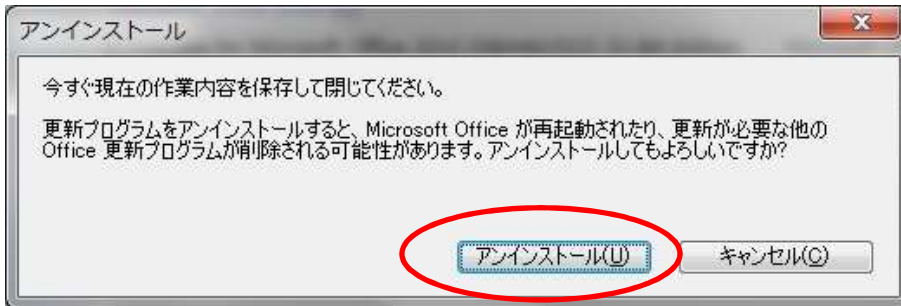 アンインストール
今すぐ現在の作業内容を保存して閉じてください。
更新プログラムをアンインストールすると、Microsoft Office が再起動されたり、更新が必要な他の
Office 更新プログラムが削除される可能性があります。アンインストールしてもよろしいですか?
アンインストール(U) キャンセル(C)